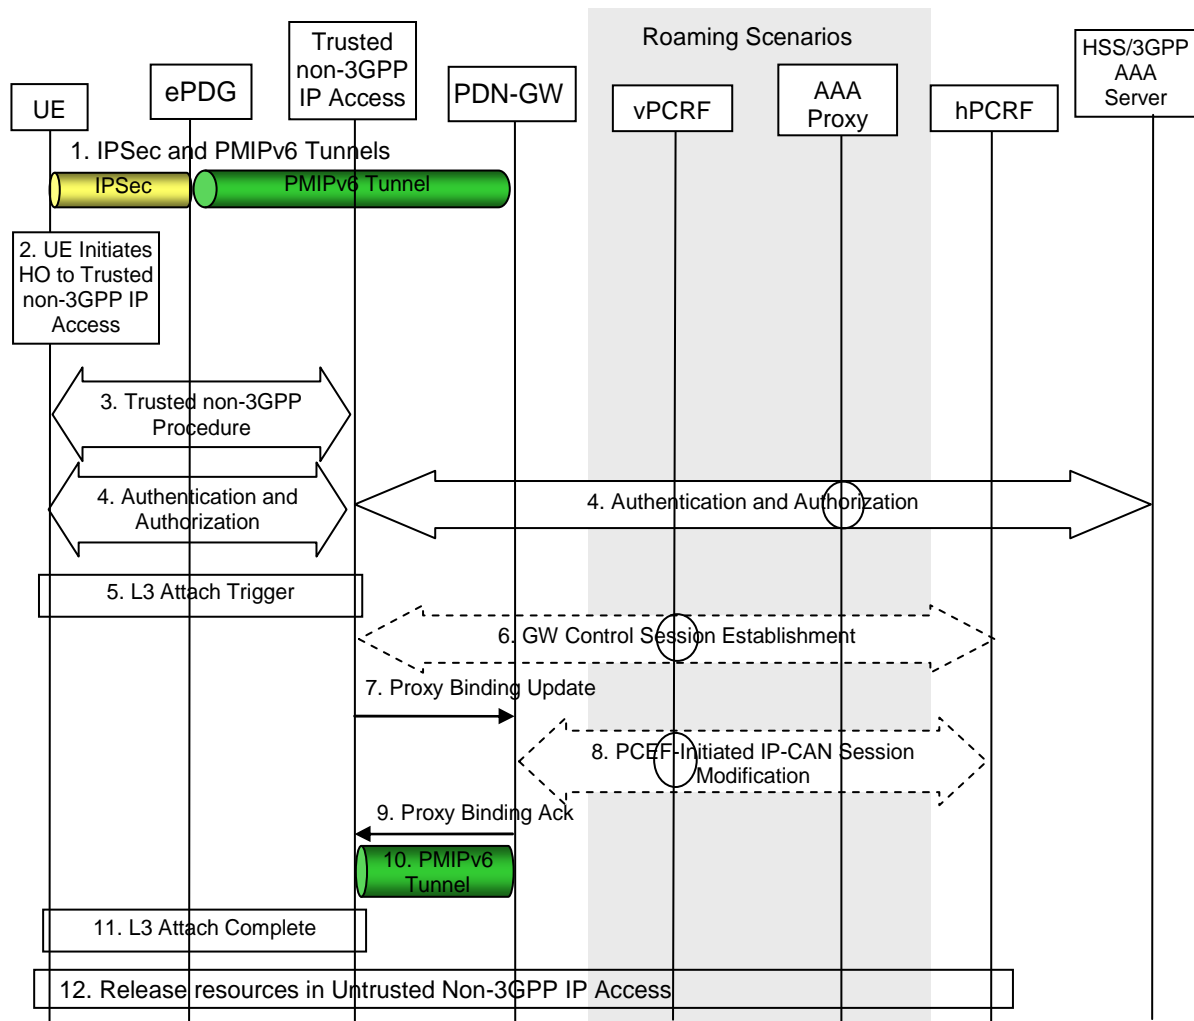 Roaming Scenarios
UE
ePDG
Trusted
non-3GPP
IP Access
PDN-GW
vPCRF
AAA
Proxy
hPCRF
HSS/3GPP
AAA
Server
1. IPSec and PMIPv6 Tunnels
IPSec
PMIPv6 Tunnel
2. UE Initiates
HO to Trusted
non-3GPP IP
Access
3. Trusted non-3GPP
Procedure
4. Authentication and
Authorization
4. Authentication and Authorization
5. L3 Attach Trigger
6. GW Control Session Establishment
7. Proxy Binding Update
8. PCEF-Initiated IP-CAN Session
Modification
9. Proxy Binding Ack
10. PMIPv6
Tunnel
11. L3 Attach Complete
12. Release resources in Untrusted Non-3GPP IP Access